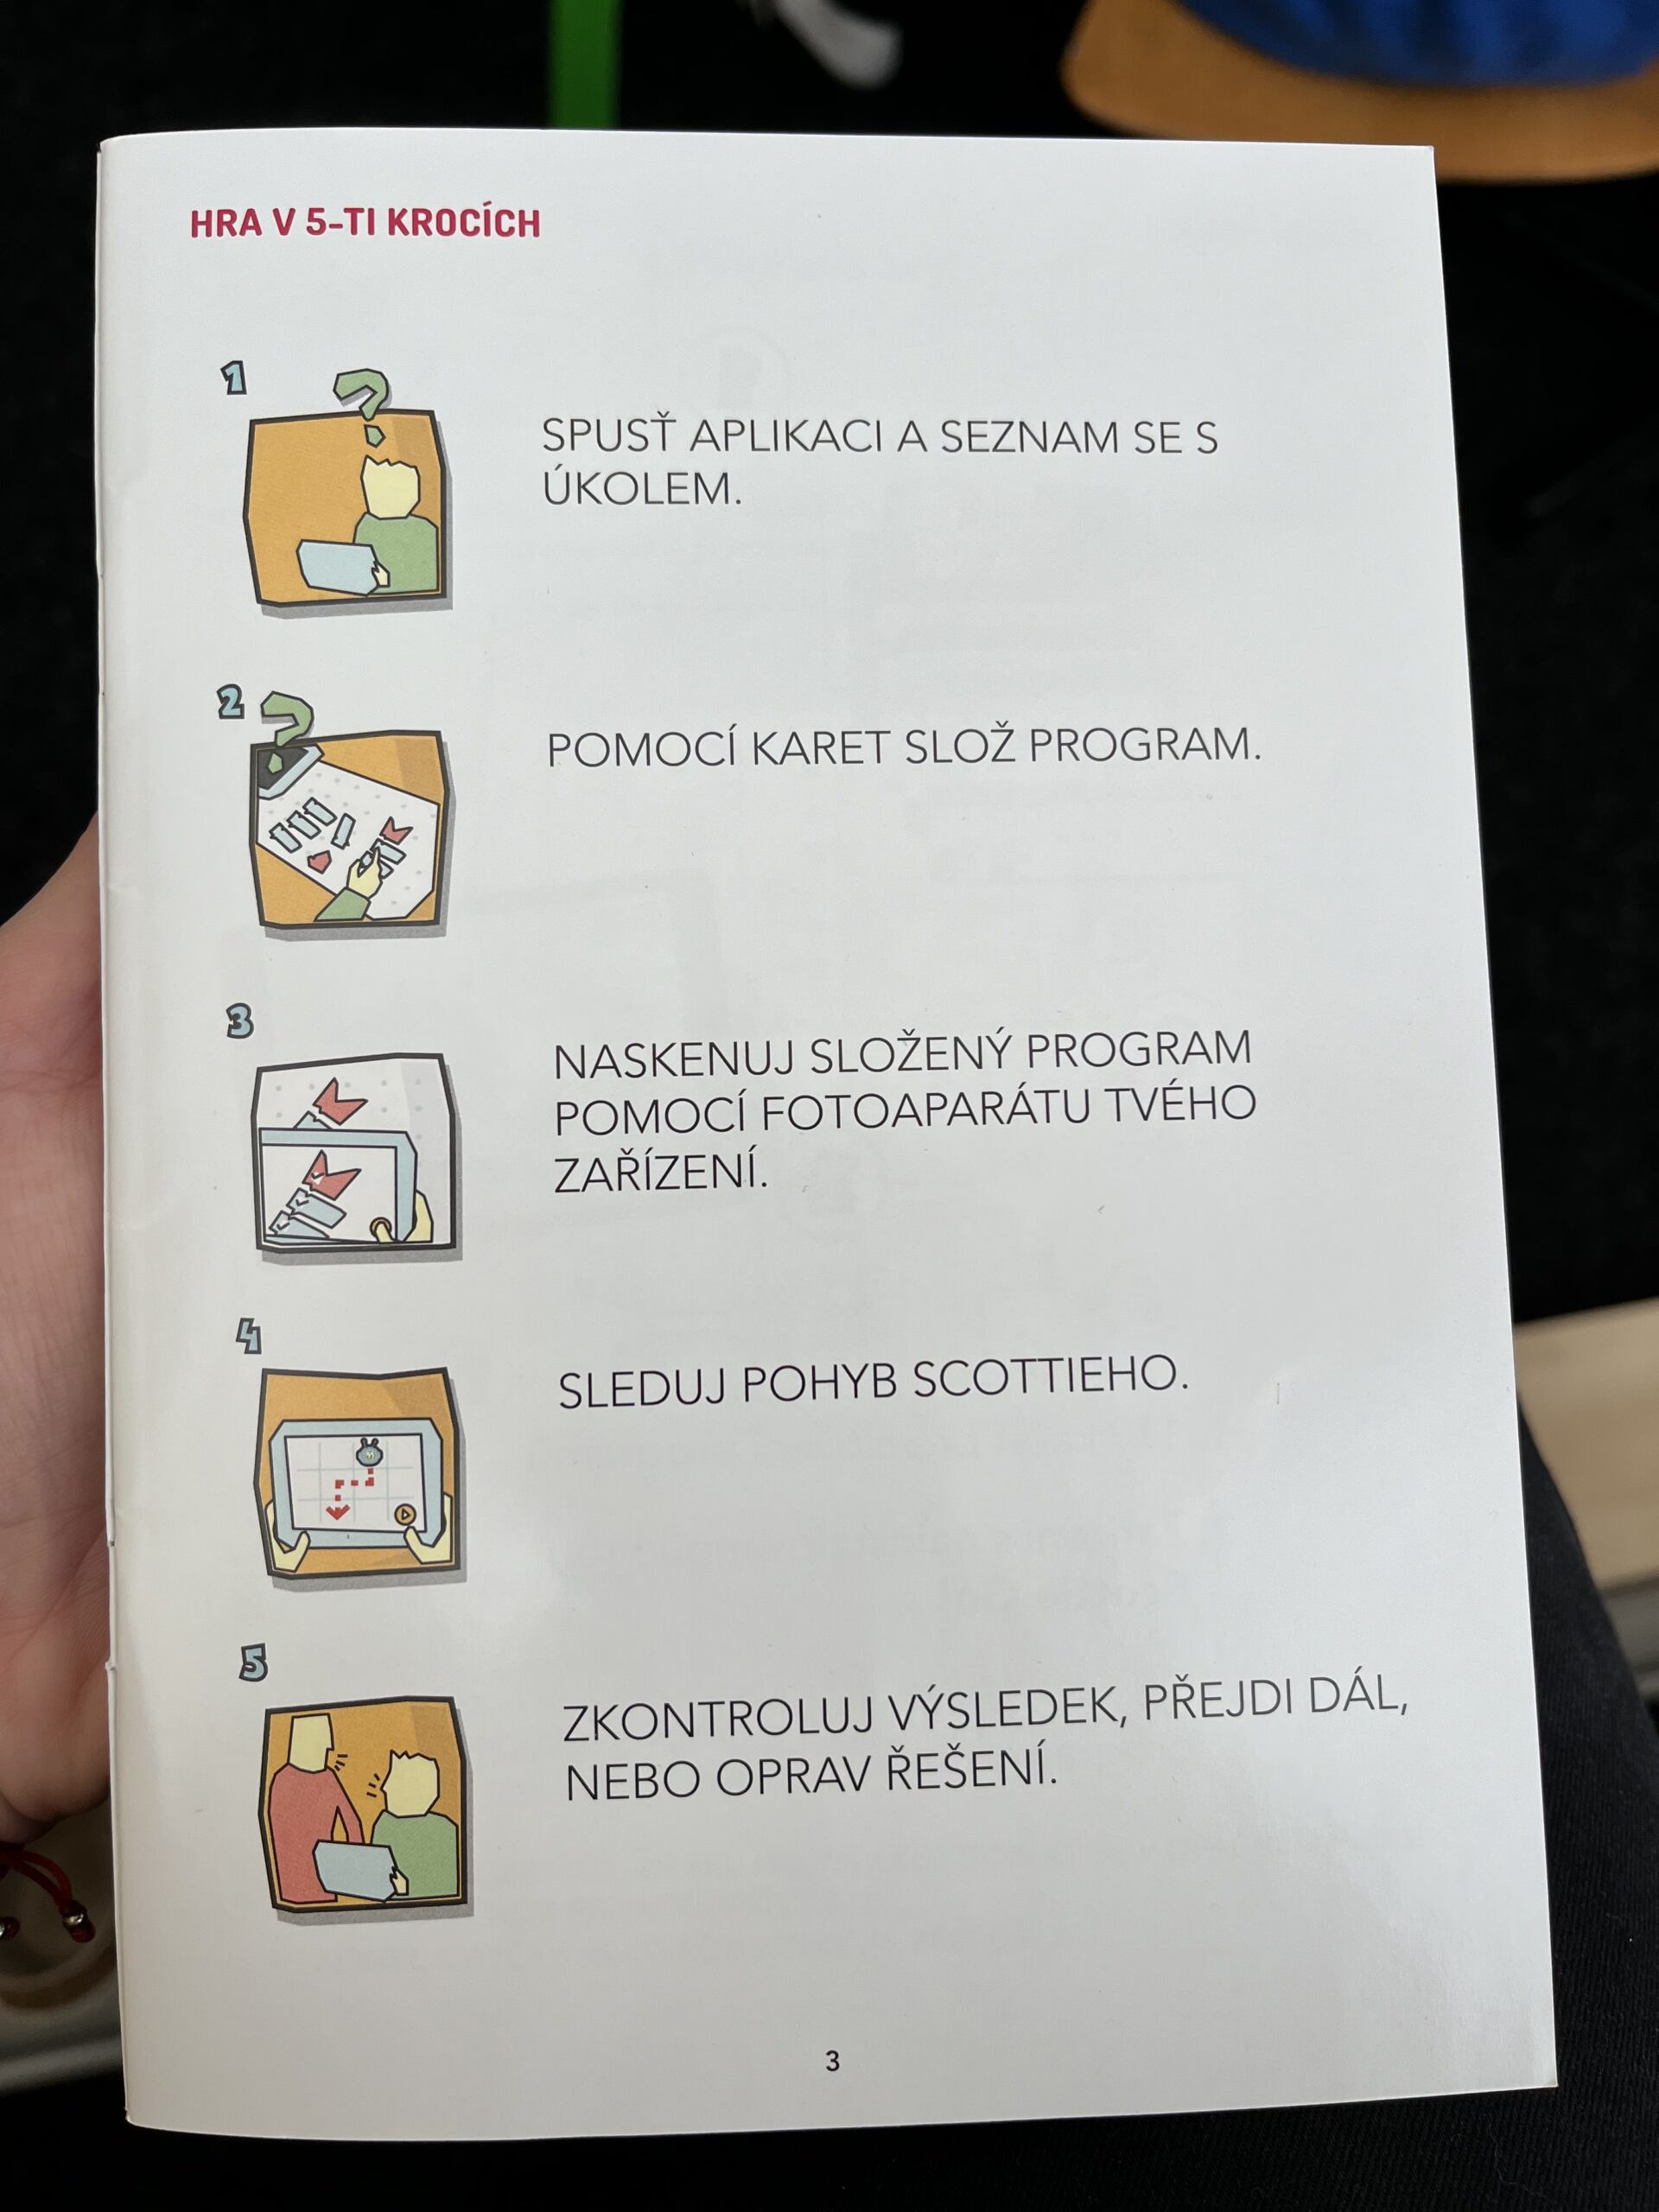 HRA V 5-TI KROCÍCH
1
SPUSŤ APLIKACI A SEZNAM SE S
ÚKOLEM.
2
POMOCÍ KARET SLOŽ PROGRAM.
3
NASKENUJ SLOŽENÝ PROGRAM
POMOCÍ FOTOAPARÁTU TVÉHO
ZAŘÍZENÍ.
4
SLEDUJ POHYB SCOTTIEHO.
5
ZKONTROLUJ VÝSLEDEK, PŘEJDI DÁL,
NEBO OPRAV ŘEŠENÍ.
3